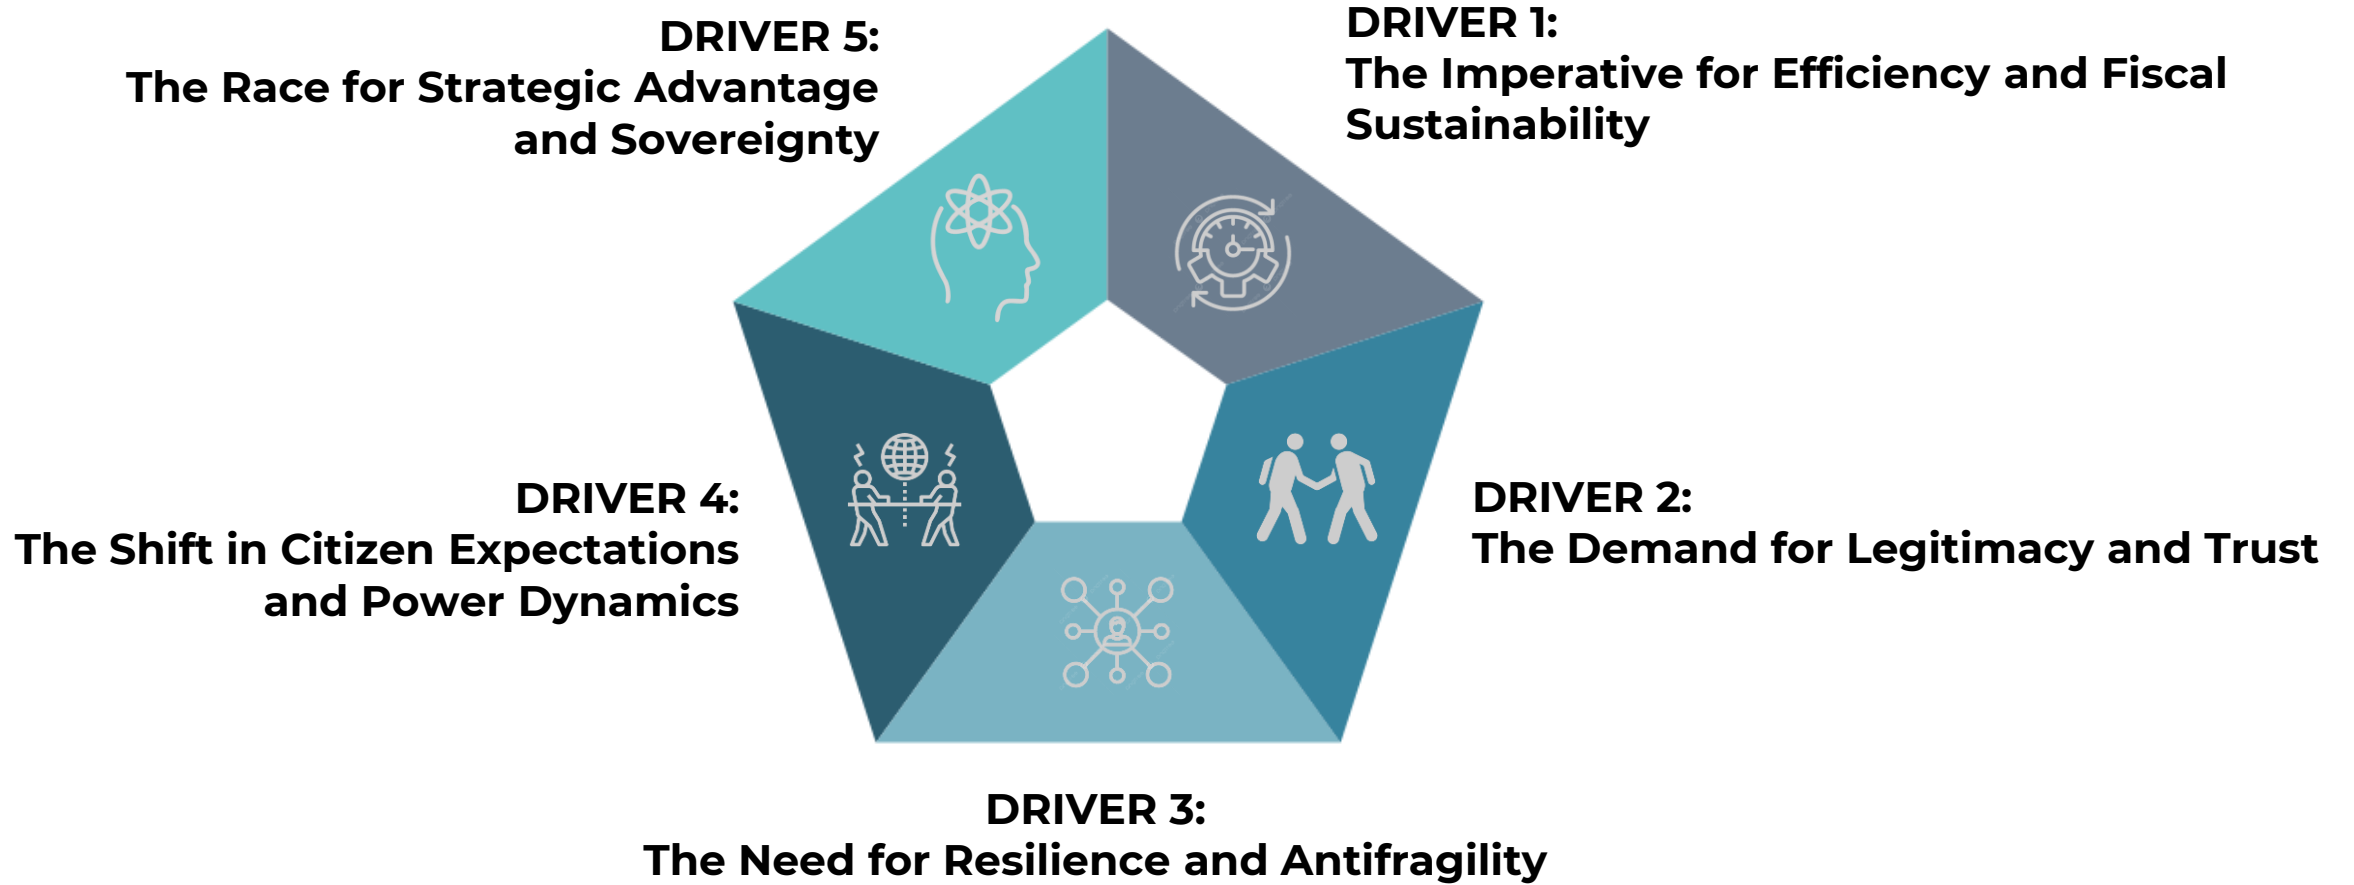 DRIVER 1:
The Imperative for Efficiency and Fiscal
Sustainability
DRIVER 2:
The Demand for Legitimacy and Trust
DRIVER 3:
The Need for Resilience and Antifragility
DRIVER 4:
The Shift in Citizen Expectations
and Power Dynamics
DRIVER 5:
The Race for Strategic Advantage
and Sovereignty